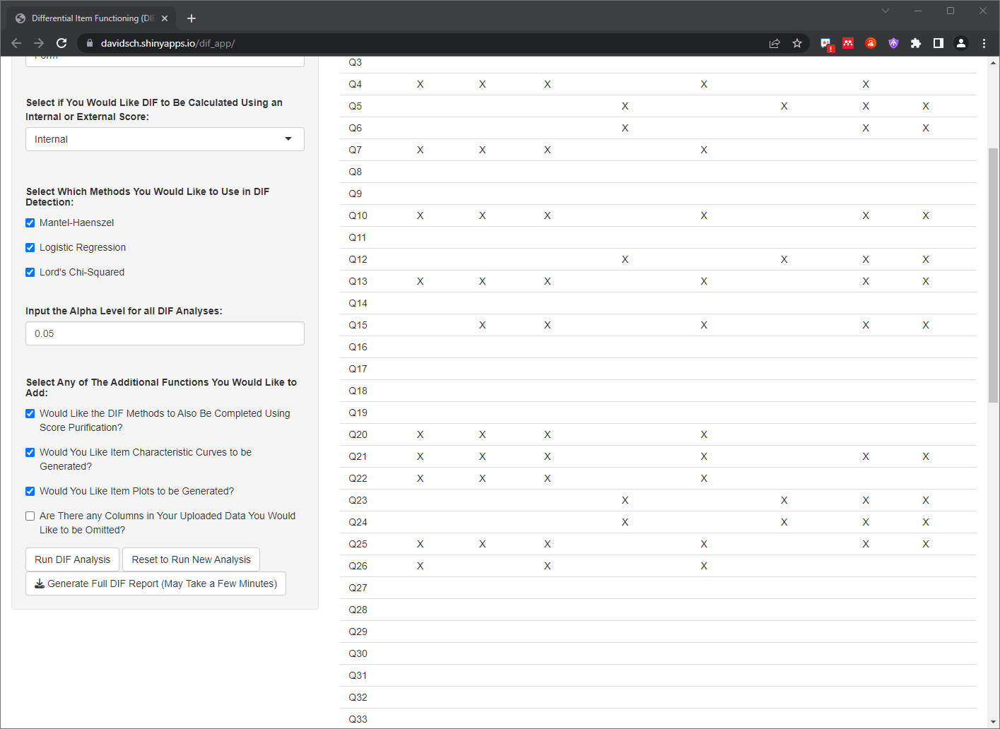 Differential Item Functioning (DIF
davidsch.shinyapps.io/dif_app/
Select if You Would Like DIF to Be Calculated Using an
Internal or External Score:
Internal
Select Which Methods You Would Like to Use in DIF
Detection:
Mantel-Haenszel
Logistic Regression
Lord's Chi-Squared
Input the Alpha Level for all DIF Analyses:
0.05
Select Any of The Additional Functions You Would Like to
Add:
Would Like the DIF Methods to Also Be Completed Using
Score Purification?
Would You Like Item Characteristic Curves to be
Generated?
Would You Like Item Plots to be Generated?
Are There any Columns in Your Uploaded Data You Would
Like to be Omitted?
Run DIF Analysis Reset to Run New Analysis
Generate Full DIF Report (May Take a Few Minutes)
Q3
Q4 X X X X X
Q5 X X X X
Q6 X X X
Q7 X X X X
Q8
Q9
Q10 X X X X X X
Q11
Q12 X X X X
Q13 X X X X X X
Q14
Q15 X X X X X
Q16
Q17
Q18
Q19
Q20 X X X X
Q21 X X X X X X
Q22 X X X X
Q23 X X X X
Q24 X X X X
Q25 X X X X X X
Q26 X X X
Q27
Q28
Q29
Q30
Q31
Q32
Q33